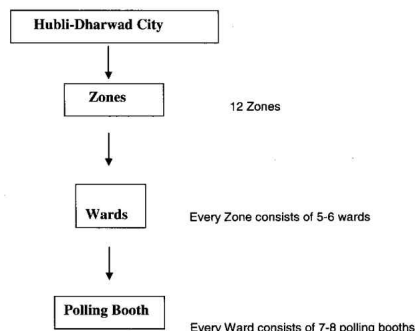 Hubli-Dharwad City
Zones
12 Zones
Wards
Every Zone consists of 5-6 wards
Polling Booth
Every Ward consists of 7-8 polling booths